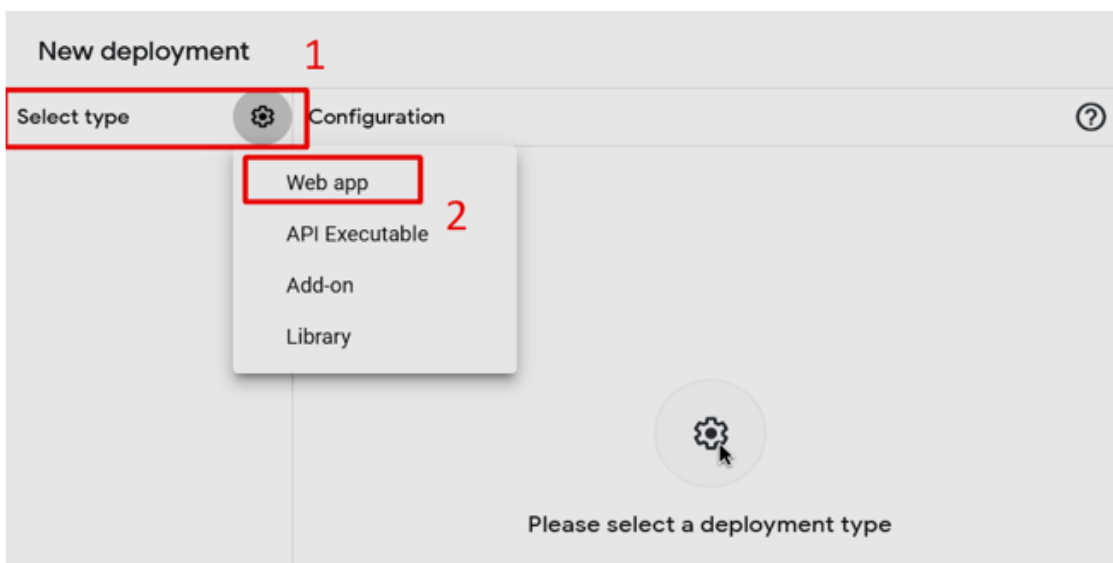 New deployment
1
Select type
Configuration
Web app
2
API Executable
Add-on
Library
Please select a deployment type